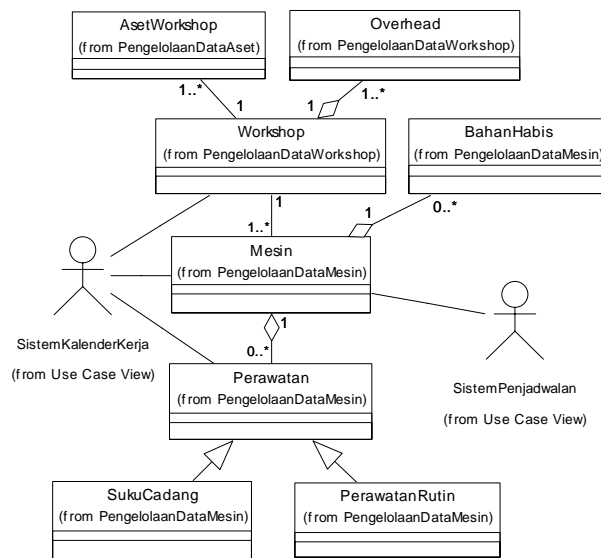 AsetWorkshop
(from PengelolaanDataAset)
Overhead
(from PengelolaanDataWorkshop)
1..*
1
1
1..*
Workshop
(from PengelolaanDataWorkshop)
BahanHabis
(from PengelolaanDataMesin)
1
1
0..*
1..*
Mesin
(from PengelolaanDataMesin)
1
0..*
SistemKalenderKerja
(from Use Case View)
SistemPenjadwalan
(from Use Case View)
Perawatan
(from PengelolaanDataMesin)
SukuCadang
(from PengelolaanDataMesin)
PerawatanRutin
(from PengelolaanDataMesin)